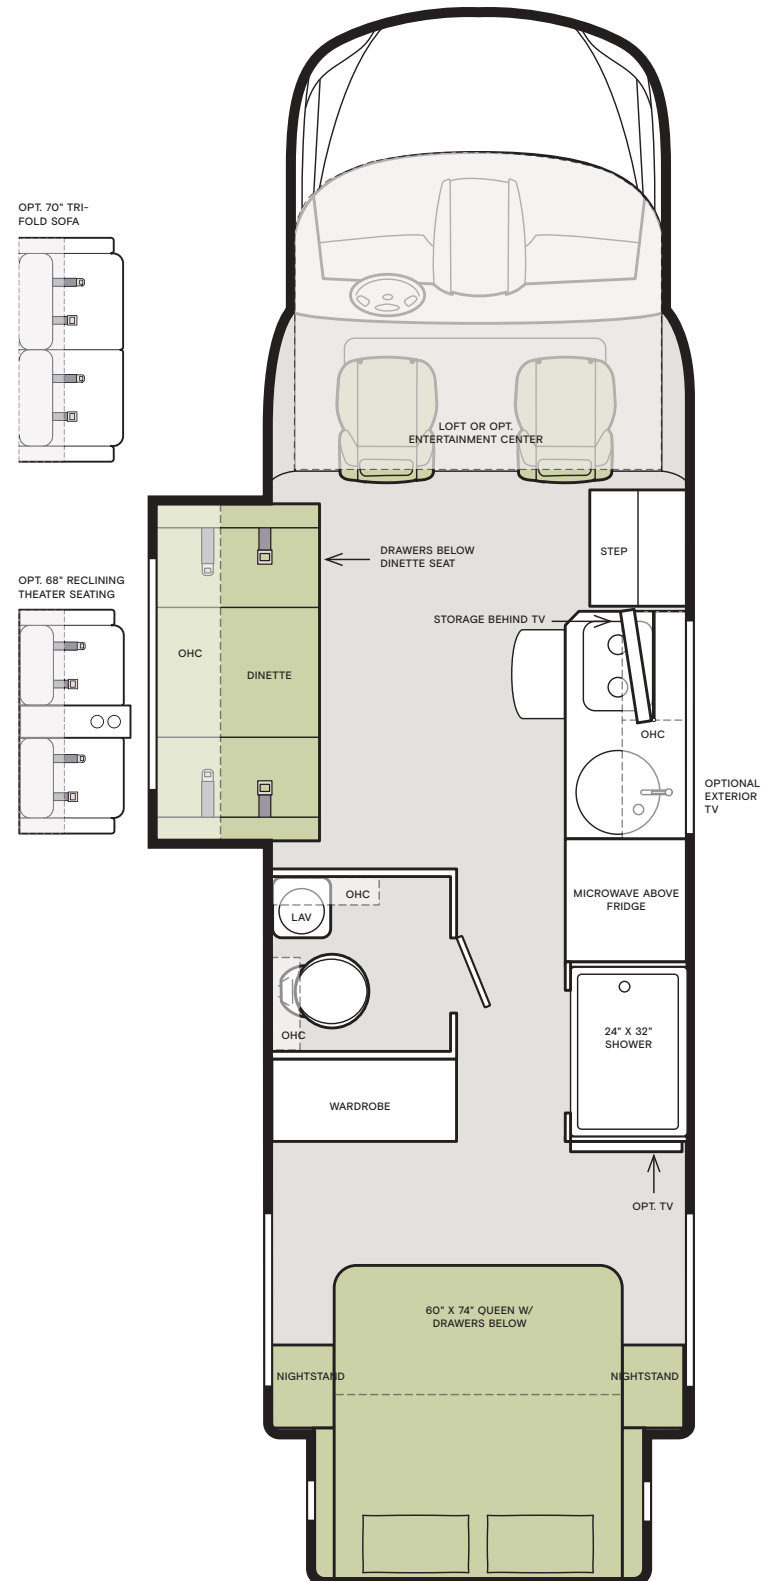 OPT. 70" TRI-
FOLD SOFA
LOFT OR OPT.
ENTERTAINMENT CENTER
STEP
DRAWERS BELOW
DINETTE SEAT
OPT. 68" RECLINING
THEATER SEATING
STORAGE BEHIND TV
OHC
DINETTE
OHC
OPTIONAL
EXTERIOR
TV
MICROWAVE ABOVE
FRIDGE
OHC
LAV
24" X 32"
SHOWER
OHC
WARDROBE
OPT. TV
60" X 74" QUEEN W/
DRAWERS BELOW
NIGHTSTAND
NIGHTSTAND